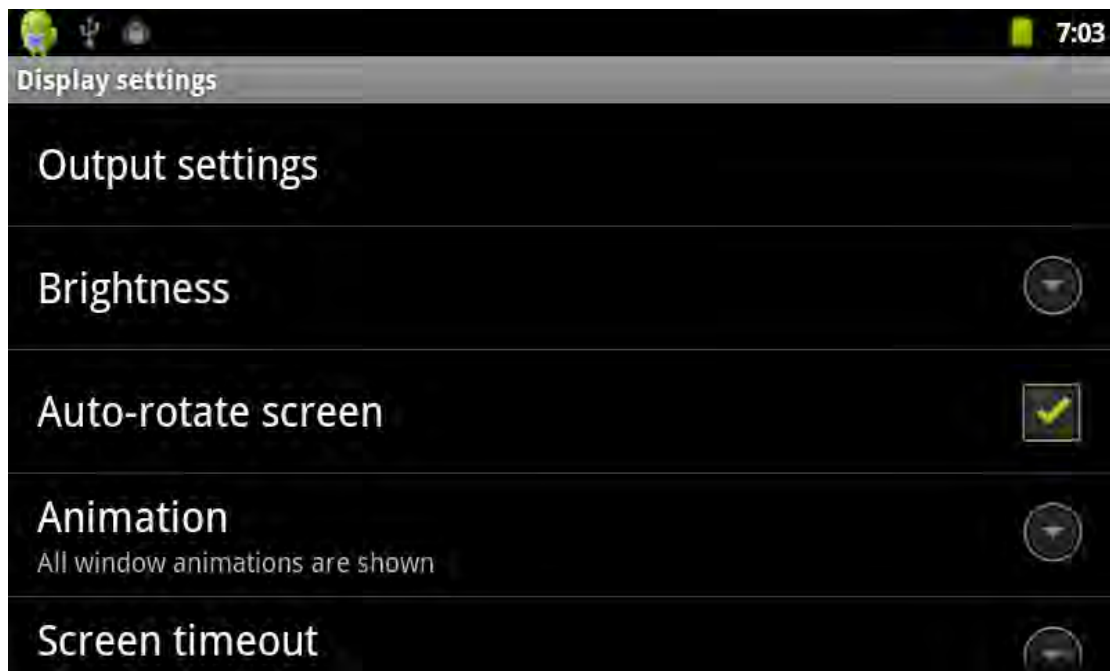 7:03
Display settings
Output settings
Brightness
Auto-rotate screen
Animation
All window animations are shown
Screen timeout